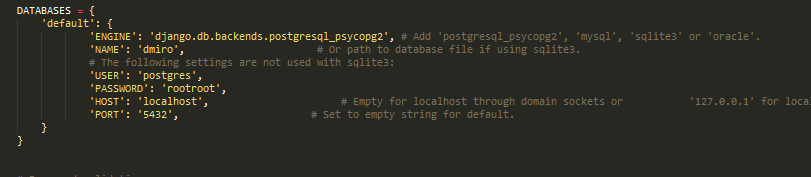 DATABASES = {
'default': {
'ENGINE': 'django.db.backends.postgresql_psycopg2', # Add 'postgresql_psycopg2', 'mysql', 'sqlite3' or 'oracle'.
'NAME': 'dmiro', # Or path to database file if using sqlite3.
# The following settings are not used with sqlite3:
'USER': 'postgres',
'PASSWORD': 'rootroot',
'HOST': 'localhost', # Empty for localhost through domain sockets or '127.0.0.1' for local
'PORT': '5432', # Set to empty string for default.
}
}